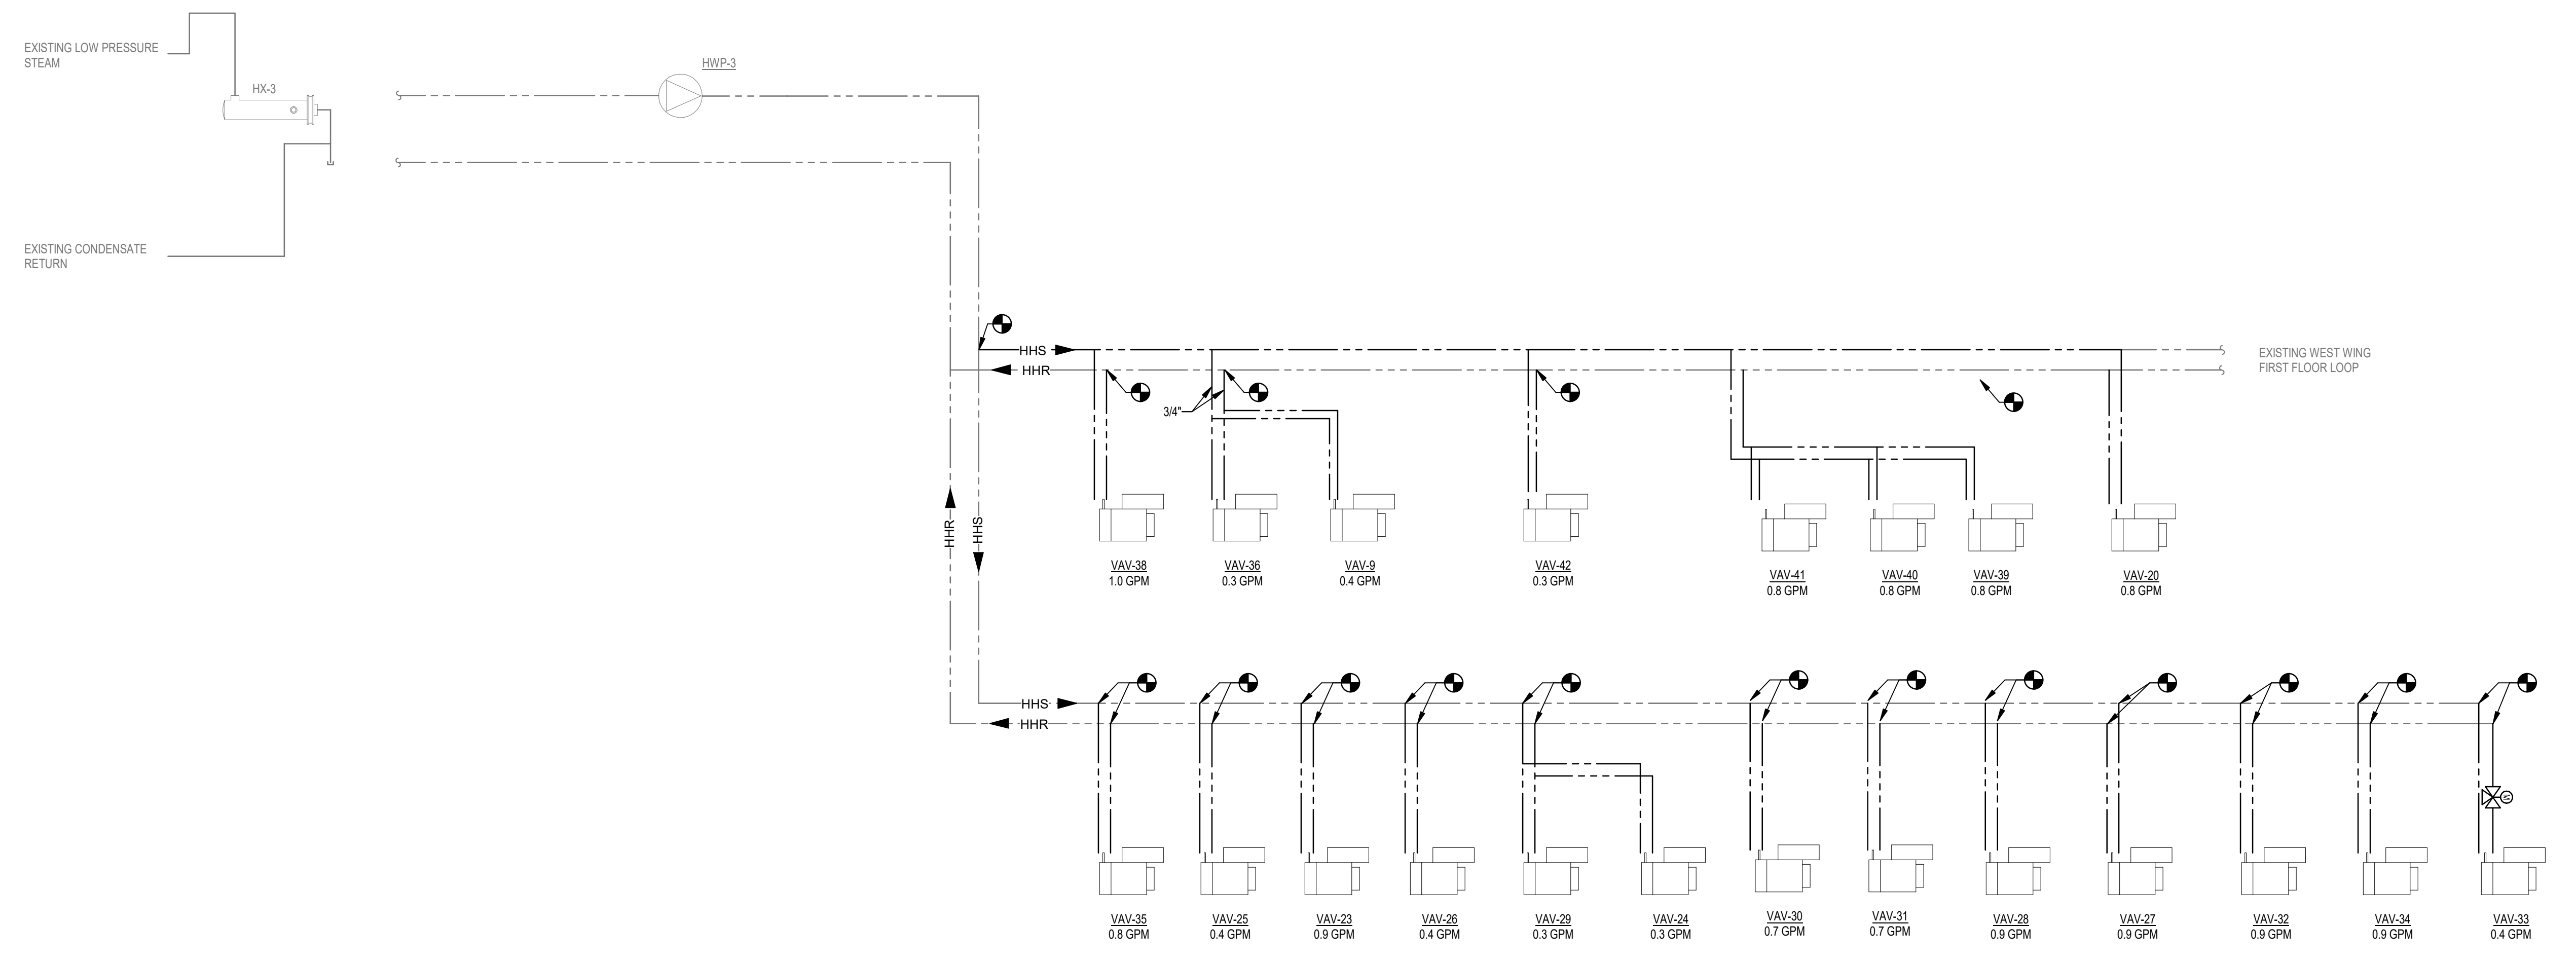 EXISTING LOW PRESSURE
STEAM
HX-3
HWP-3
EXISTING CONDENSATE
RETURN
HHS
HHR
EXISTING WEST WING
FIRST FLOOR LOOP
3/4"
HHR
HHS
VAV-38
1.0 GPM
VAV-36
0.3 GPM
VAV-9
0.4 GPM
VAV-42
0.3 GPM
VAV-41
0.8 GPM
VAV-40
0.8 GPM
VAV-39
0.8 GPM
VAV-20
0.8 GPM
HHS
HHR
M
VAV-35
0.8 GPM
VAV-25
0.4 GPM
VAV-23
0.9 GPM
VAV-26
0.4 GPM
VAV-29
0.3 GPM
VAV-24
0.3 GPM
VAV-30
0.7 GPM
VAV-31
0.7 GPM
VAV-28
0.9 GPM
VAV-27
0.9 GPM
VAV-32
0.9 GPM
VAV-34
0.9 GPM
VAV-33
0.4 GPM